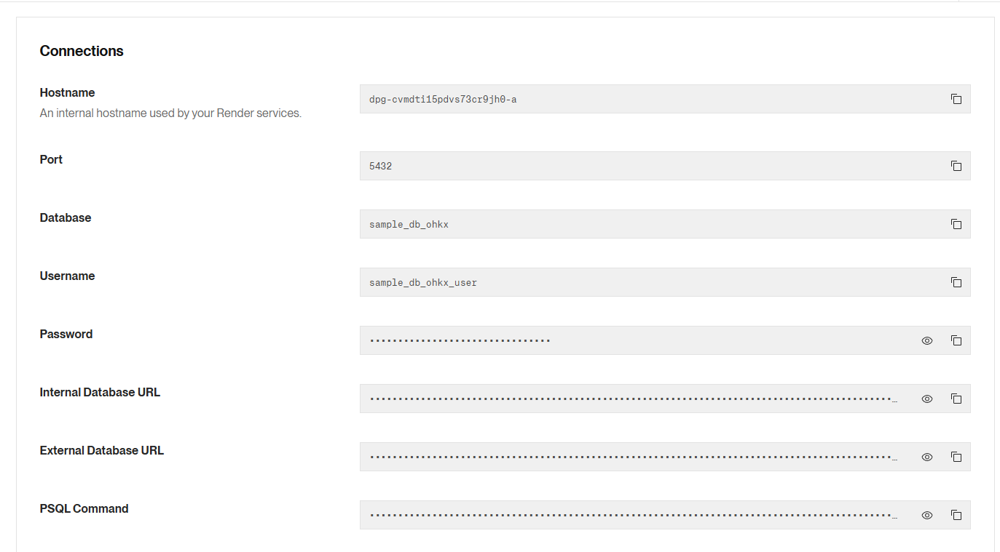 Connections
Hostname
An internal hostname used by your Render services.
dpg-cvmdti15pdvs73cr9jh0-a
Port
5432
Database
sample_db_ohkx
Username
sample_db_ohkx_user
Password
••••••••••••••••••••••••••••••••
Internal Database URL
••••••••••••••••••••••••••••••••••••••••••••••••••••••••••••••••••••••••••••••••••••••••••••…
External Database URL
••••••••••••••••••••••••••••••••••••••••••••••••••••••••••••••••••••••••••••••••••••••••••••…
PSQL Command
••••••••••••••••••••••••••••••••••••••••••••••••••••••••••••••••••••••••••••••••••••••••••••…